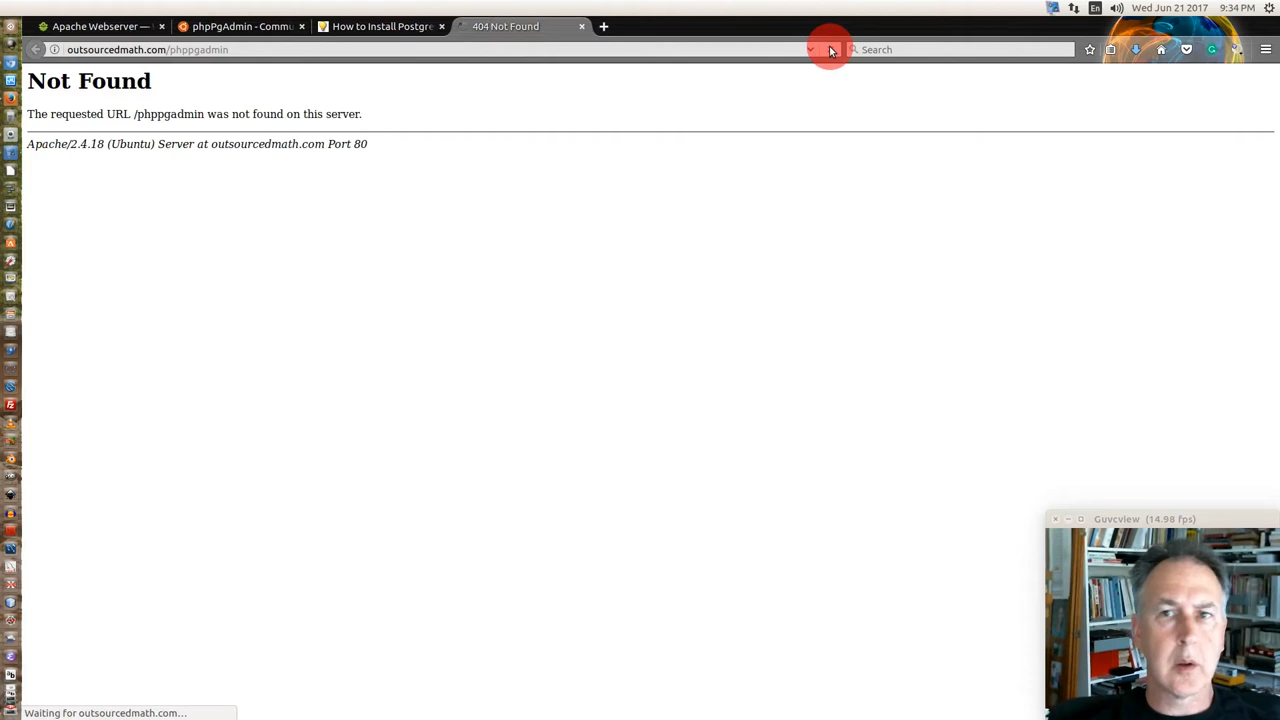 En
Wed Jun 21 2017
9:34 PM
Apache Webserver —
phpPgAdmin - Commu
How to Install Postgre
404 Not Found
outsourcedmath.com/phppgadmin
Search
Not Found
The requested URL /phppgadmin was not found on this server.
Apache/2.4.18 (Ubuntu) Server at outsourcedmath.com Port 80
Guvcview (14.98 fps)
Waiting for outsourcedmath.com...